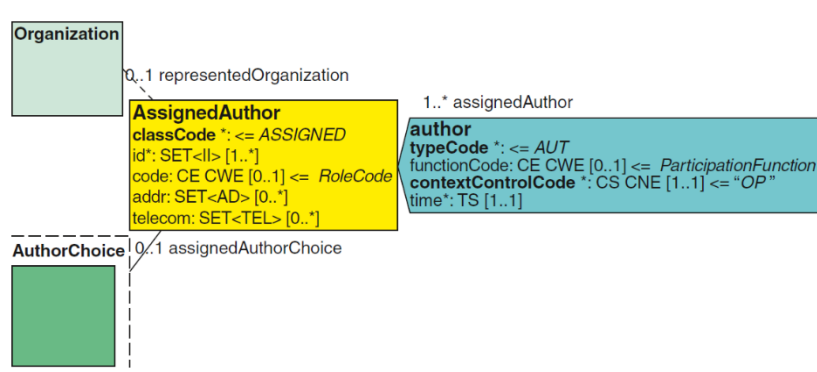 Organization
0..1 representedOrganization
AssignedAuthor
classCode *: <= ASSIGNED
id*: SET<II> [1..*]
code: CE CWE [0..1] <= RoleCode
addr: SET<AD> [0..*]
telecom: SET<TEL> [0..*]
1..* assignedAuthor
author
typeCode *: <= AUT
functionCode: CE CWE [0..1] <= ParticipationFunction
contextControlCode *: CS CNE [1..1] <= “OP”
time*: TS [1..1]
AuthorChoice
0..1 assignedAuthorChoice